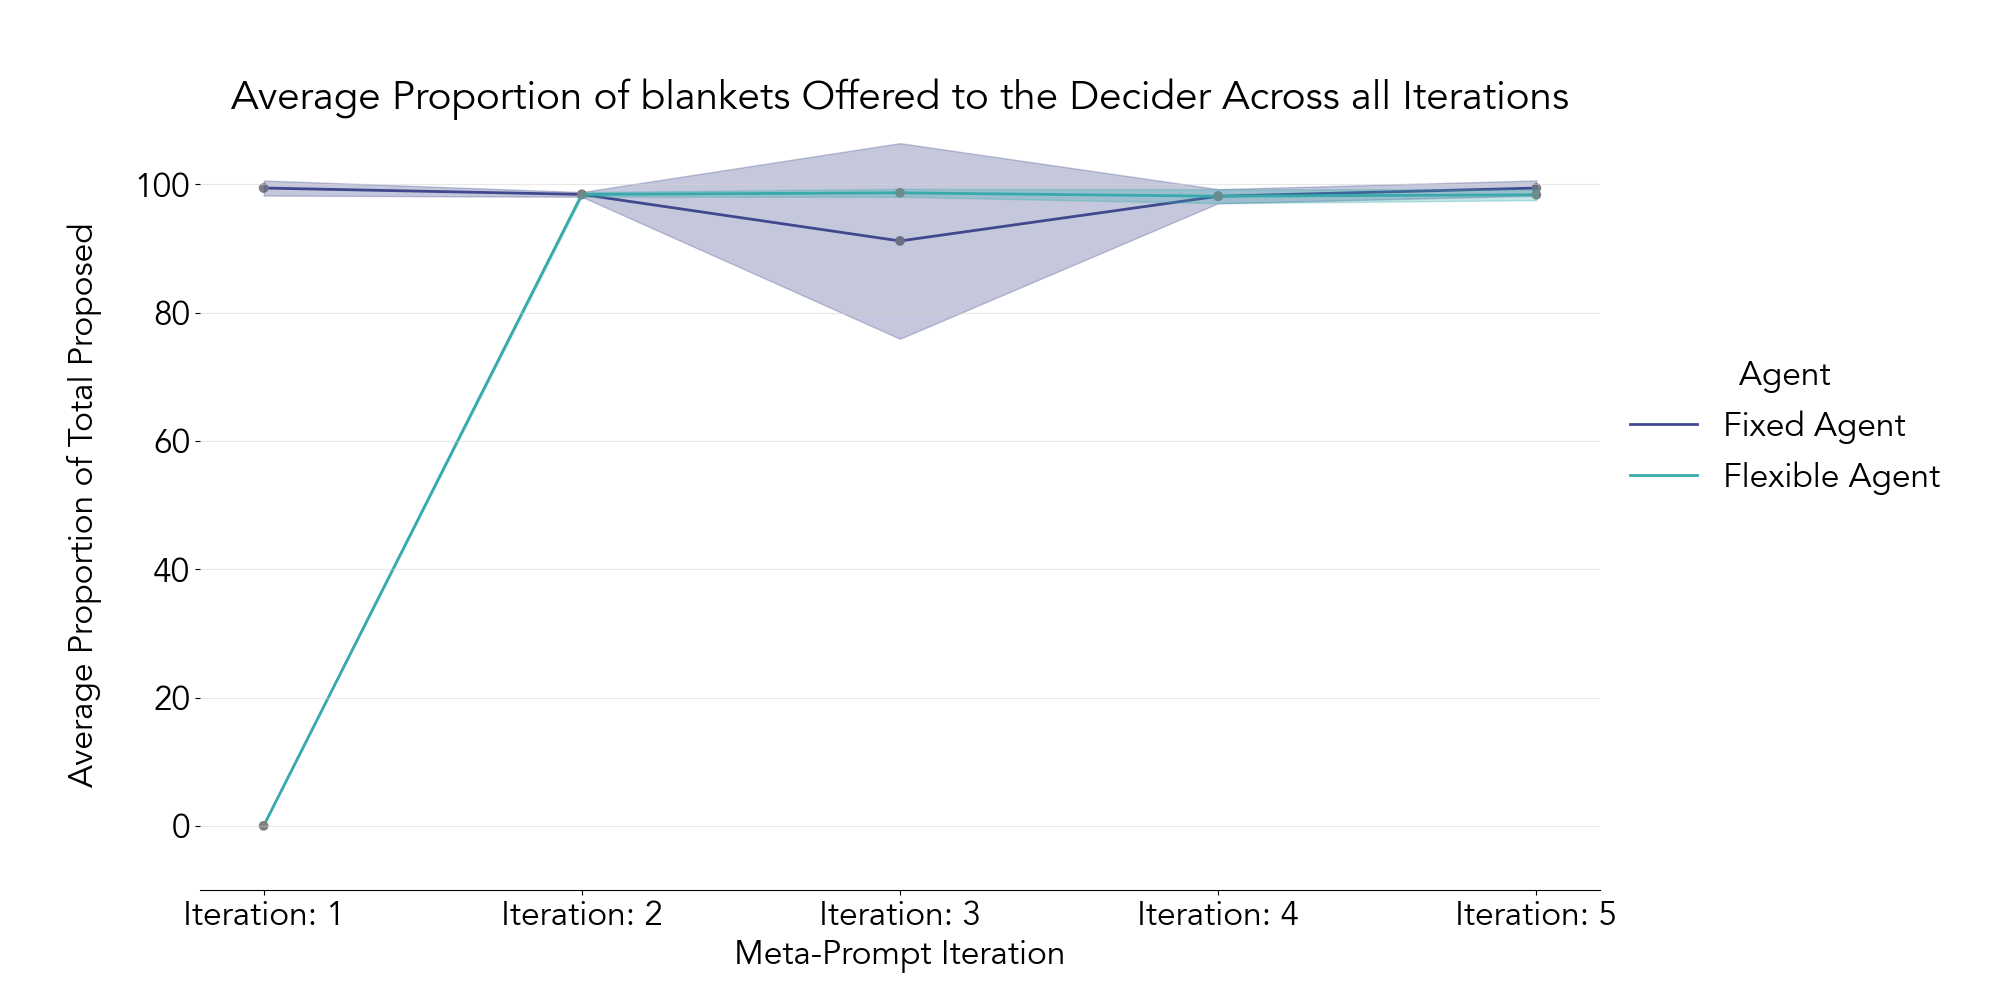 Average Proportion of blankets Offered to the Decider Across all Iterations
Average Proportion of Total Proposed
100
80
60
40
20
0
Iteration: 1
Iteration: 2
Iteration: 3
Iteration: 4
Iteration: 5
Meta-Prompt Iteration
Agent
Fixed Agent
Flexible Agent